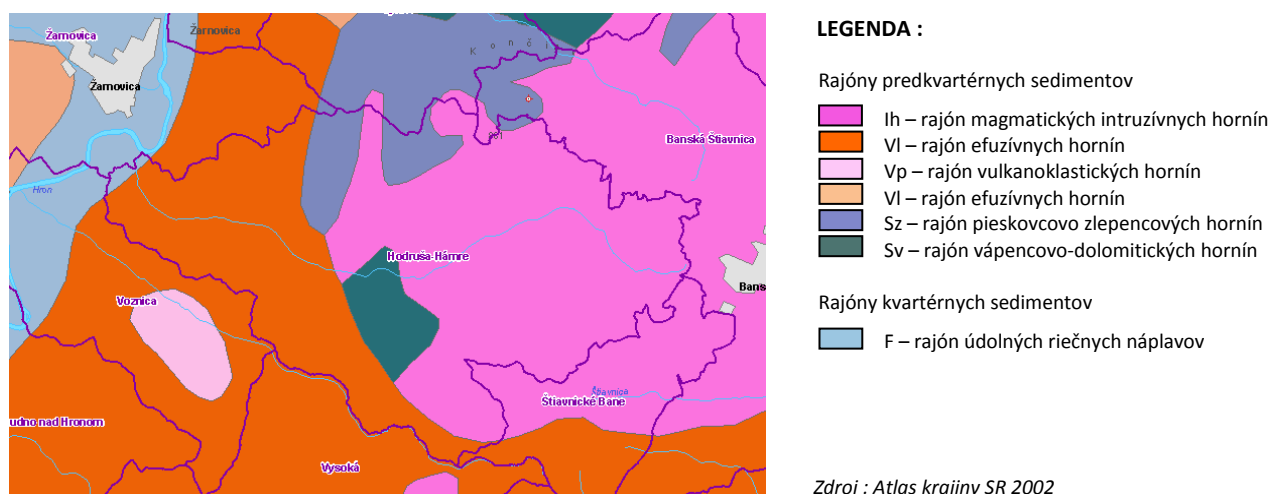 Žarnovica
Žarnovica
Žarnovica
K o n č i
Banská Štiavnica
Hron
Hodruša-Hámre
Voznica
Štiavnica
Štiavnické Bane
udno nad Hronom
Vysoká
LEGENDA :
Rajóny predkvartérnych sedimentov
Ih – rajón magmatických intruzívnych hornín
Vl – rajón efuzívnych hornín
Vp – rajón vulkanoklastických hornín
Vl – rajón efuzívnych hornín
Sz – rajón pieskovcovo zlepencových hornín
Sv – rajón vápencovo-dolomitických hornín
Rajóny kvartérnych sedimentov
F – rajón údolných riečnych náplavov
Zdroj : Atlas krajiny SR 2002